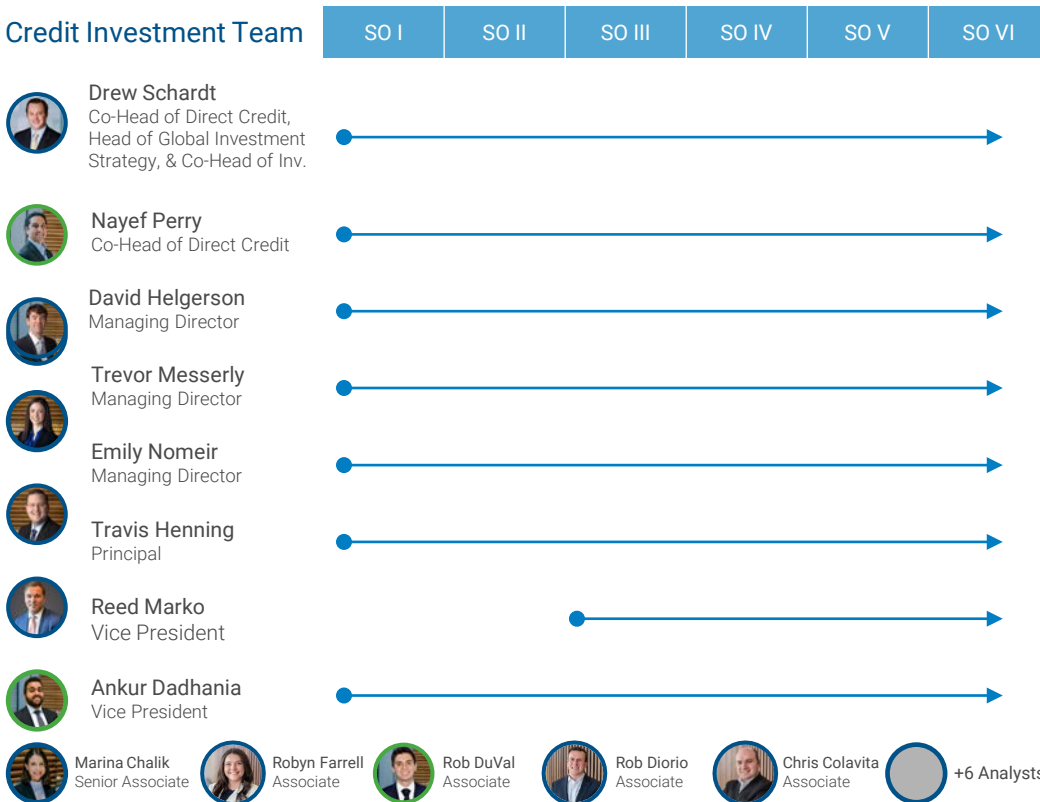 Credit Investment Team
SO I
SO II
SO III
SO IV
SO V
SO VI
Drew Schardt
Co-Head of Direct Credit,
Head of Global Investment
Strategy, & Co-Head of Inv.
Nayef Perry
Co-Head of Direct Credit
David Helgerson
Managing Director
Trevor Messerly
Managing Director
Emily Nomeir
Managing Director
Travis Henning
Principal
Reed Marko
Vice President
Ankur Dadhania
Vice President
Marina Chalik
Senior Associate
Robyn Farrell
Associate
Rob DuVal
Associate
Rob Diorio
Associate
Chris Colavita
Associate
+6 Analysts